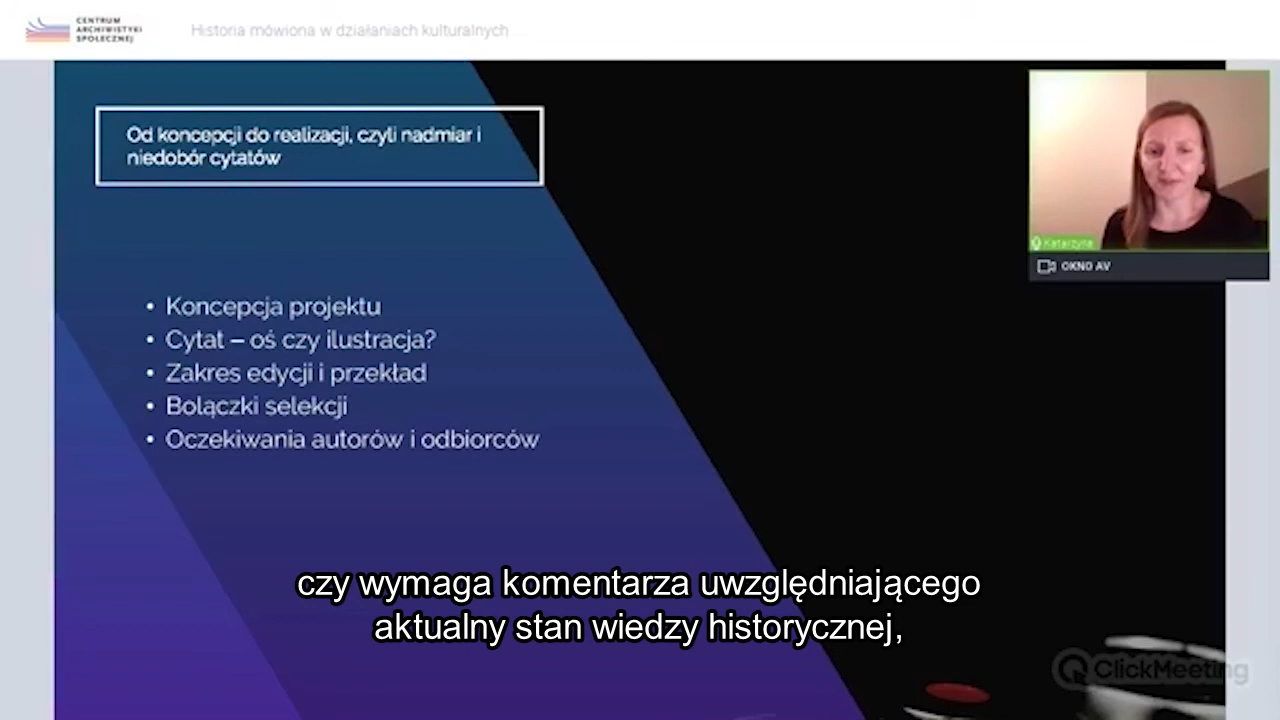 CENTRUM
ARCHIWISTYKI
SPOŁECZNEJ
Historia mówiona w działaniach kulturalnych
Od koncepcji do realizacji, czyli nadmiar i
niedobór cytatów
Katarzyna
OKNO AV
• Koncepcja projektu
• Cytat – oś czy ilustracja?
• Zakres edycji i przekład
• Bolączki selekcji
• Oczekiwania autorów i odbiorców
czy wymaga komentarza uwzględniającego
aktualny stan wiedzy historycznej,
ClickMeeting